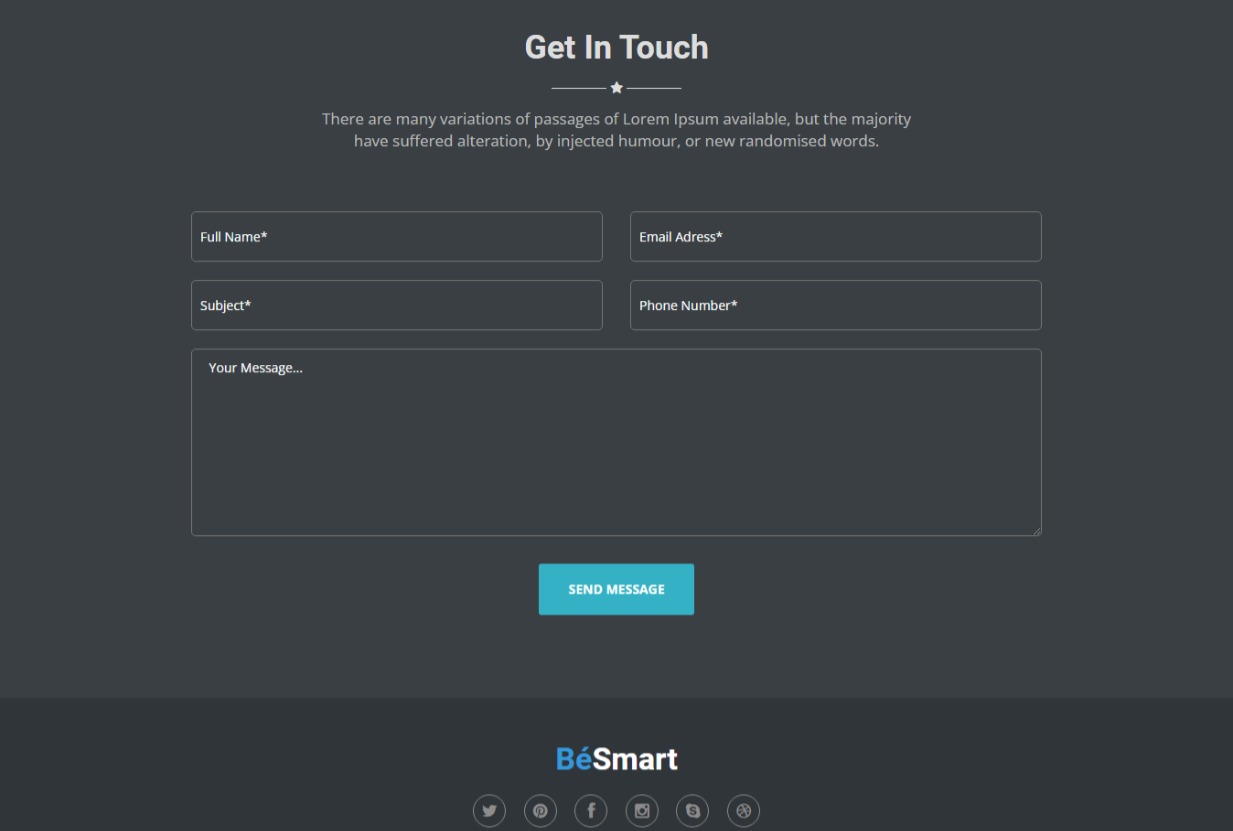 Get In Touch
There are many variations of passages of Lorem Ipsum available, but the majority
have suffered alteration, by injected humour, or new randomised words.
Full Name*
Email Adress*
Subject*
Phone Number*
Your Message...
SEND MESSAGE
BéSmart